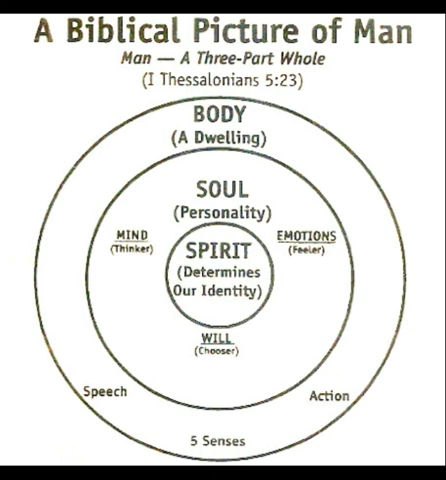 A Biblical Picture of Man
Man — A Three-Part Whole
(I Thessalonians 5:23)
BODY
(A Dwelling)
SOUL
(Personality)
MIND
(Thinker)
EMOTIONS
(Feeler)
SPIRIT
(Determines
Our Identity)
WILL
(Chooser)
Speech
Action
5 Senses